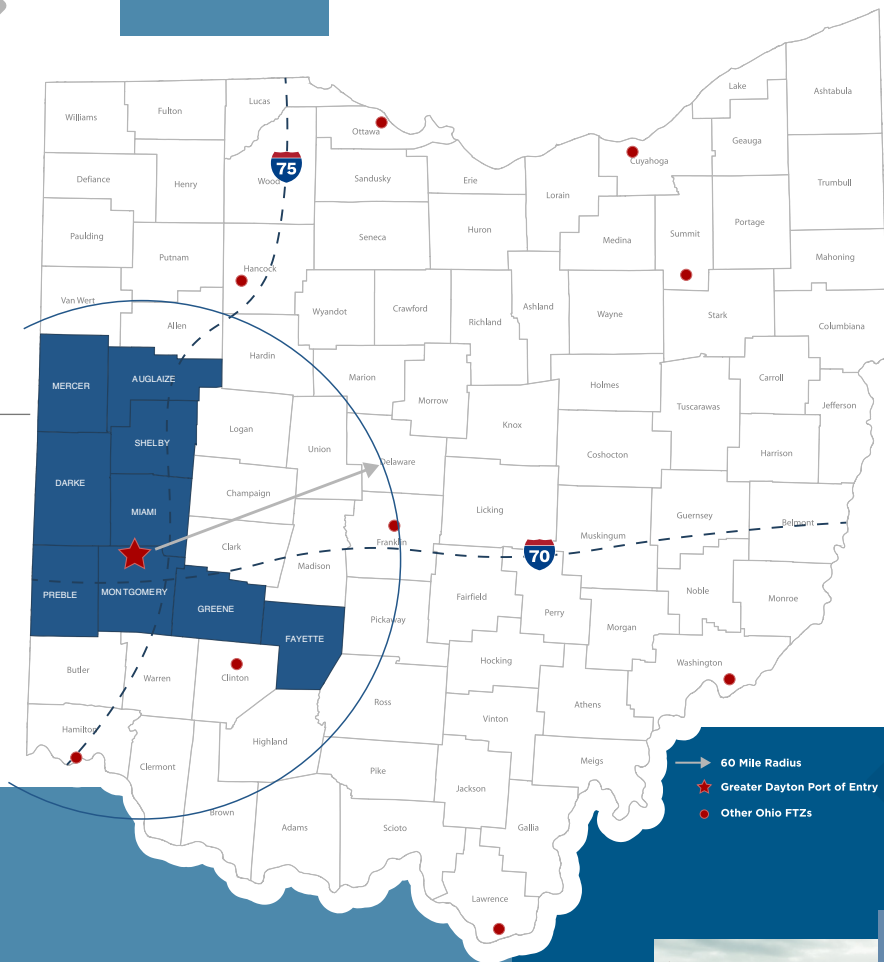 Williams
Fulton
Lucas
Ottawa
Lake
Ashtabula
Geauga
Cuyahoga
75
Wood
Defiance
Henry
Sandusky
Erie
Lorain
Trumbull
Paulding
Putnam
Hancock
Seneca
Huron
Medina
Summit
Portage
Mahoning
Van Wert
Allen
Wyandot
Crawford
Richland
Ashland
Wayne
Stark
Columbiana
Hardin
Marion
Morrow
Holmes
Tuscarawas
Carroll
Jefferson
MERCER
AUGLAIZE
SHELBY
Logan
Union
Delaware
Knox
Coshocton
Harrison
DARKE
MIAMI
Champaign
Licking
Muskingum
Guernsey
Belmont
Clark
Madison
Franklin
70
PREBLE
MONTGOMERY
GREENE
FAYETTE
Pickaway
Fairfield
Perry
Morgan
Noble
Monroe
Butler
Warren
Clinton
Ross
Hocking
Athens
Washington
Hamilton
Clermont
Highland
Vinton
Meigs
Pike
Jackson
Brown
Adams
Scioto
Gallia
Lawrence
60 Mile Radius
Greater Dayton Port of Entry
Other Ohio FTZs